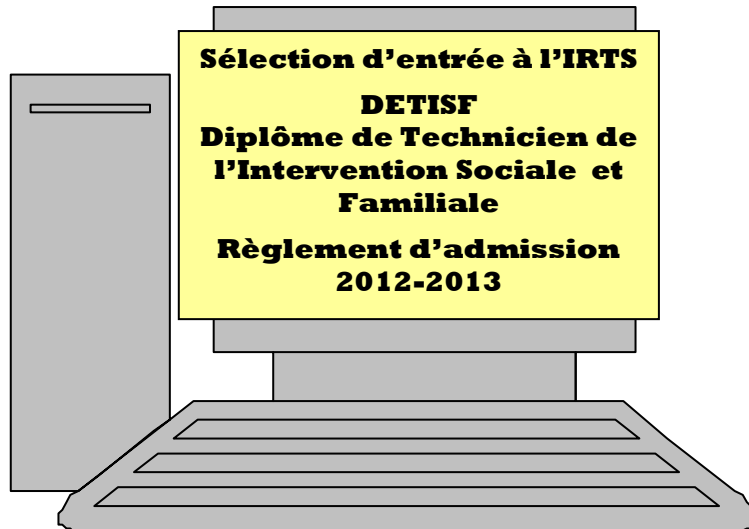 Sélection d’entrée à l’IRTS
DETISF
Diplôme de Technicien de
l’Intervention Sociale et
Familiale
Règlement d’admission
2012-2013